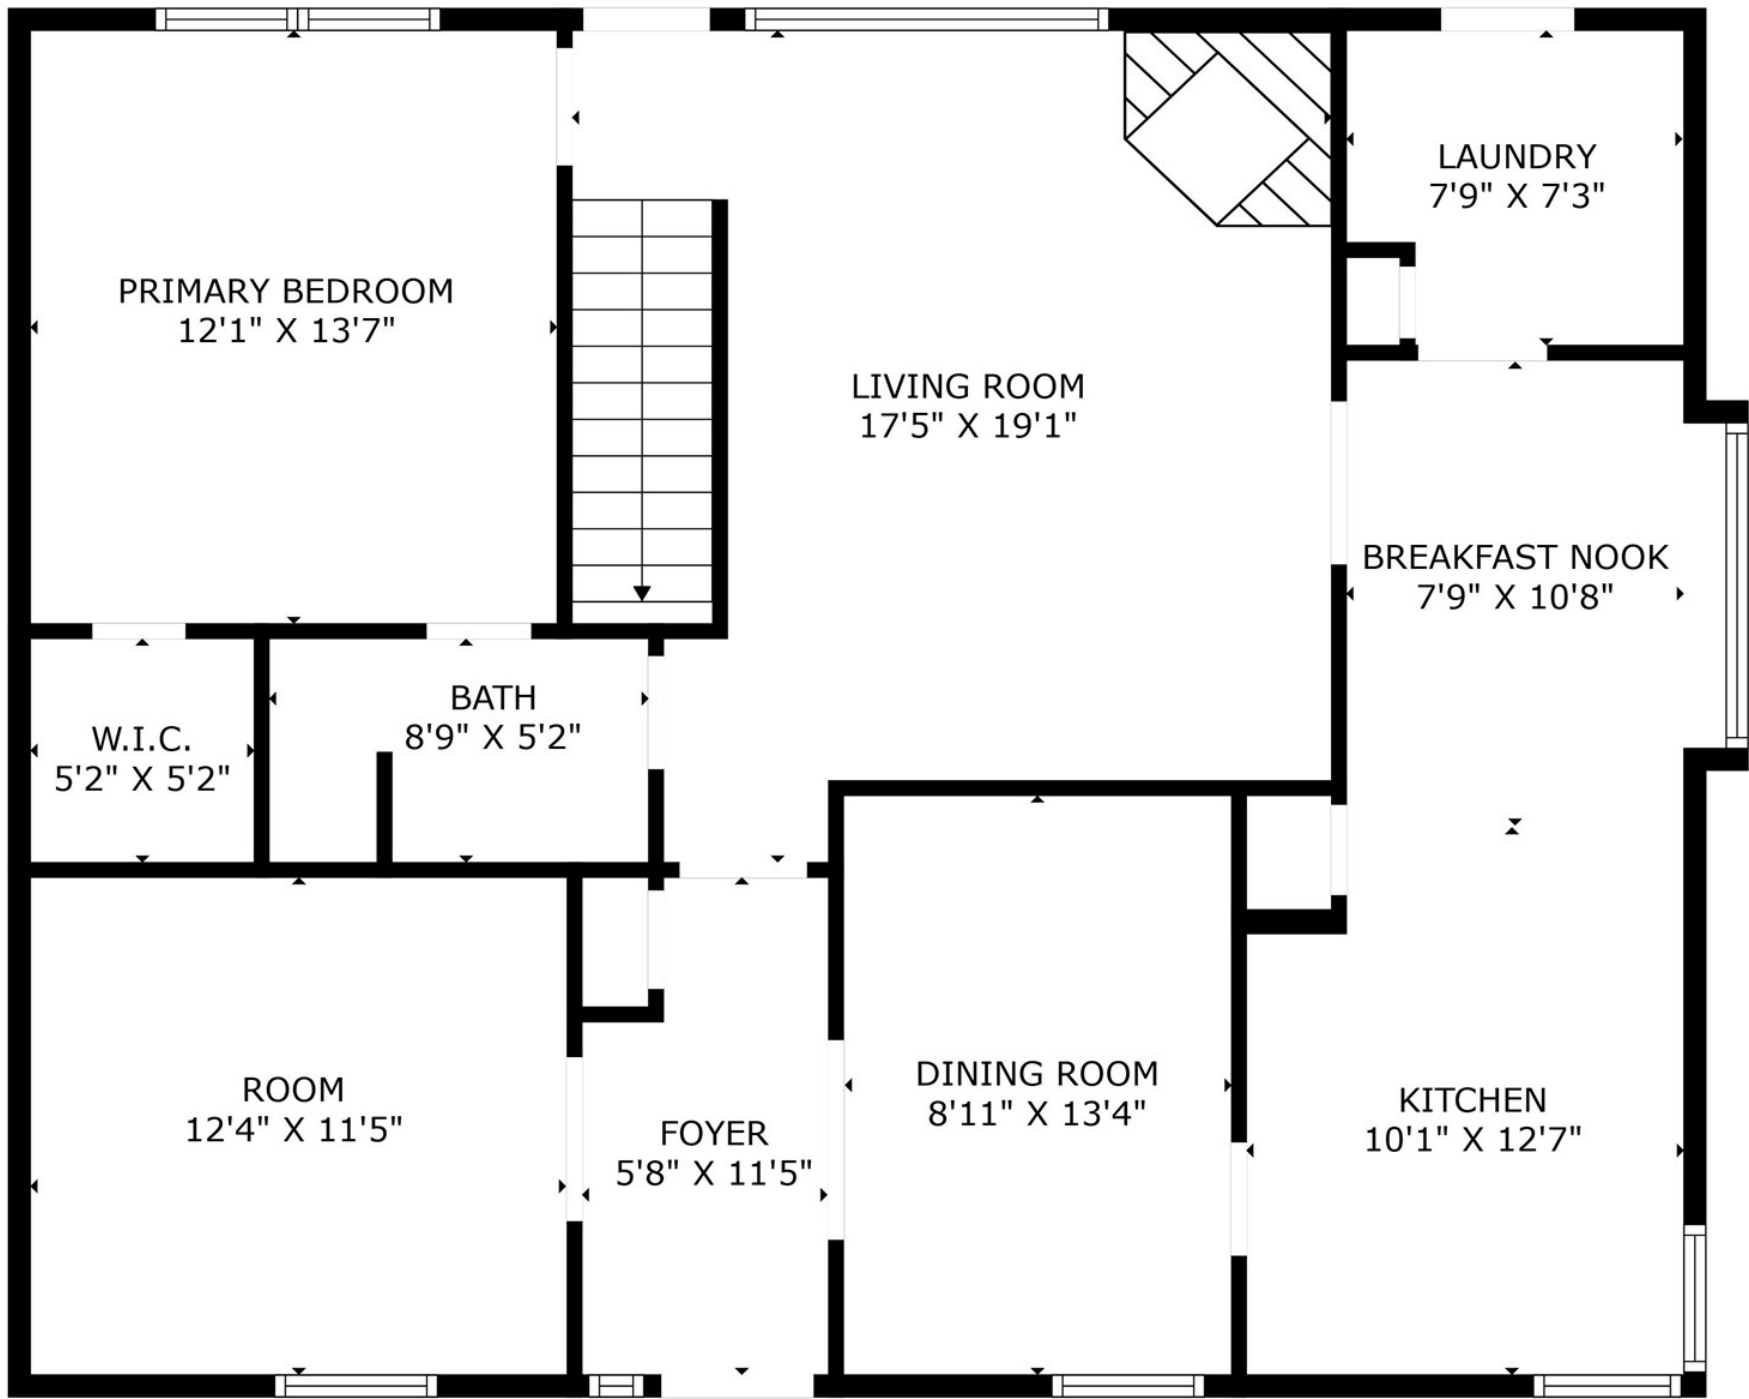 LAUNDRY
7'9" X 7'3"
PRIMARY BEDROOM
12'1" X 13'7"
LIVING ROOM
17'5" X 19'1"
BREAKFAST NOOK
7'9" X 10'8"
BATH
8'9" X 5'2"
W.I.C.
5'2" X 5'2"
ROOM
12'4" X 11'5"
FOYER
5'8" X 11'5"
DINING ROOM
8'11" X 13'4"
KITCHEN
10'1" X 12'7"